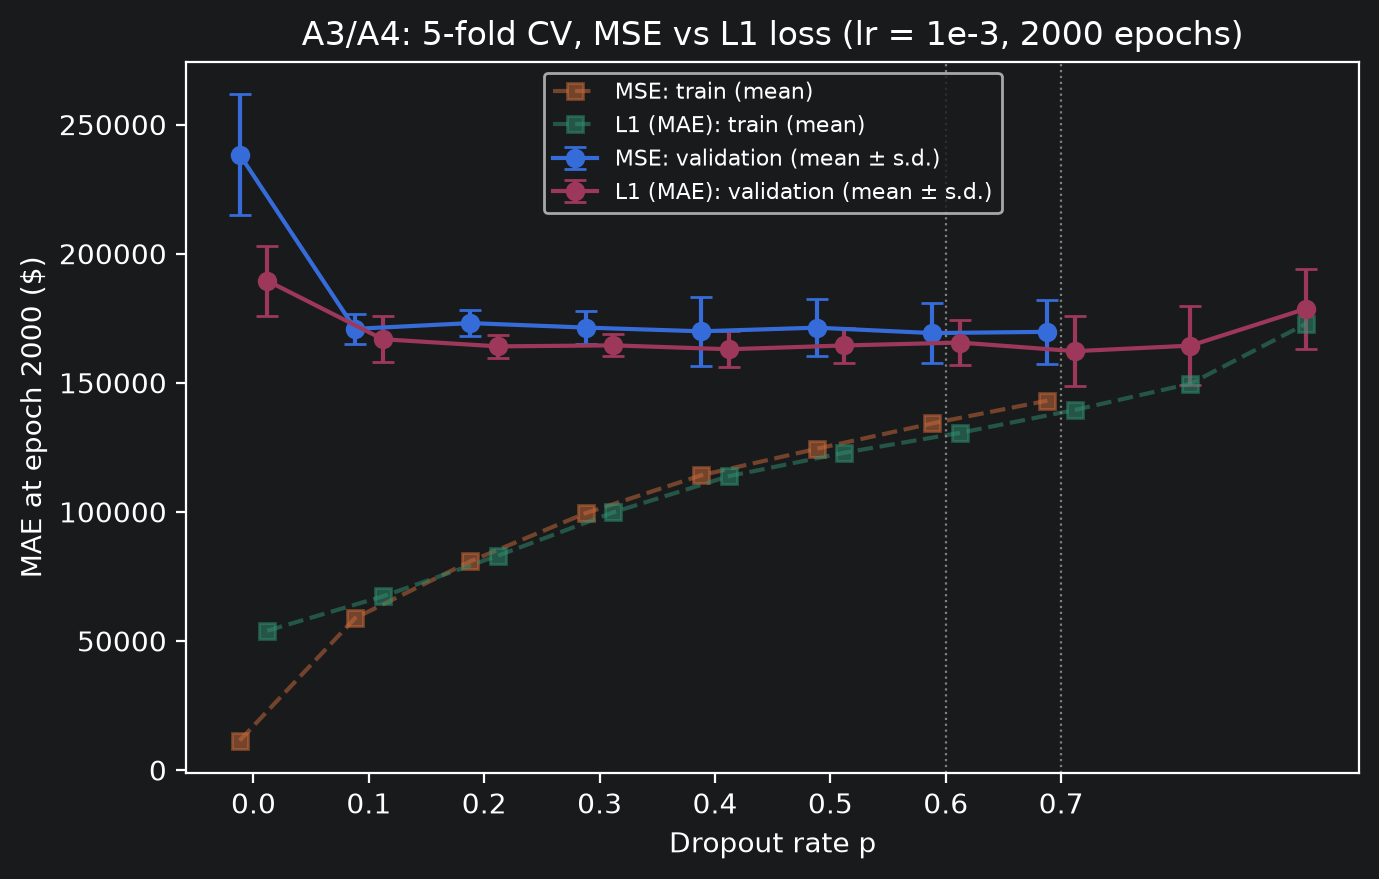 A3/A4: 5-fold CV, MSE vs L1 loss (lr = 1e-3, 2000 epochs)
MSE: train (mean)
L1 (MAE): train (mean)
MSE: validation (mean ± s.d.)
L1 (MAE): validation (mean ± s.d.)
MAE at epoch 2000 ($)
250000
200000
150000
100000
50000
0
0.0 0.1 0.2 0.3 0.4 0.5 0.6 0.7
Dropout rate p